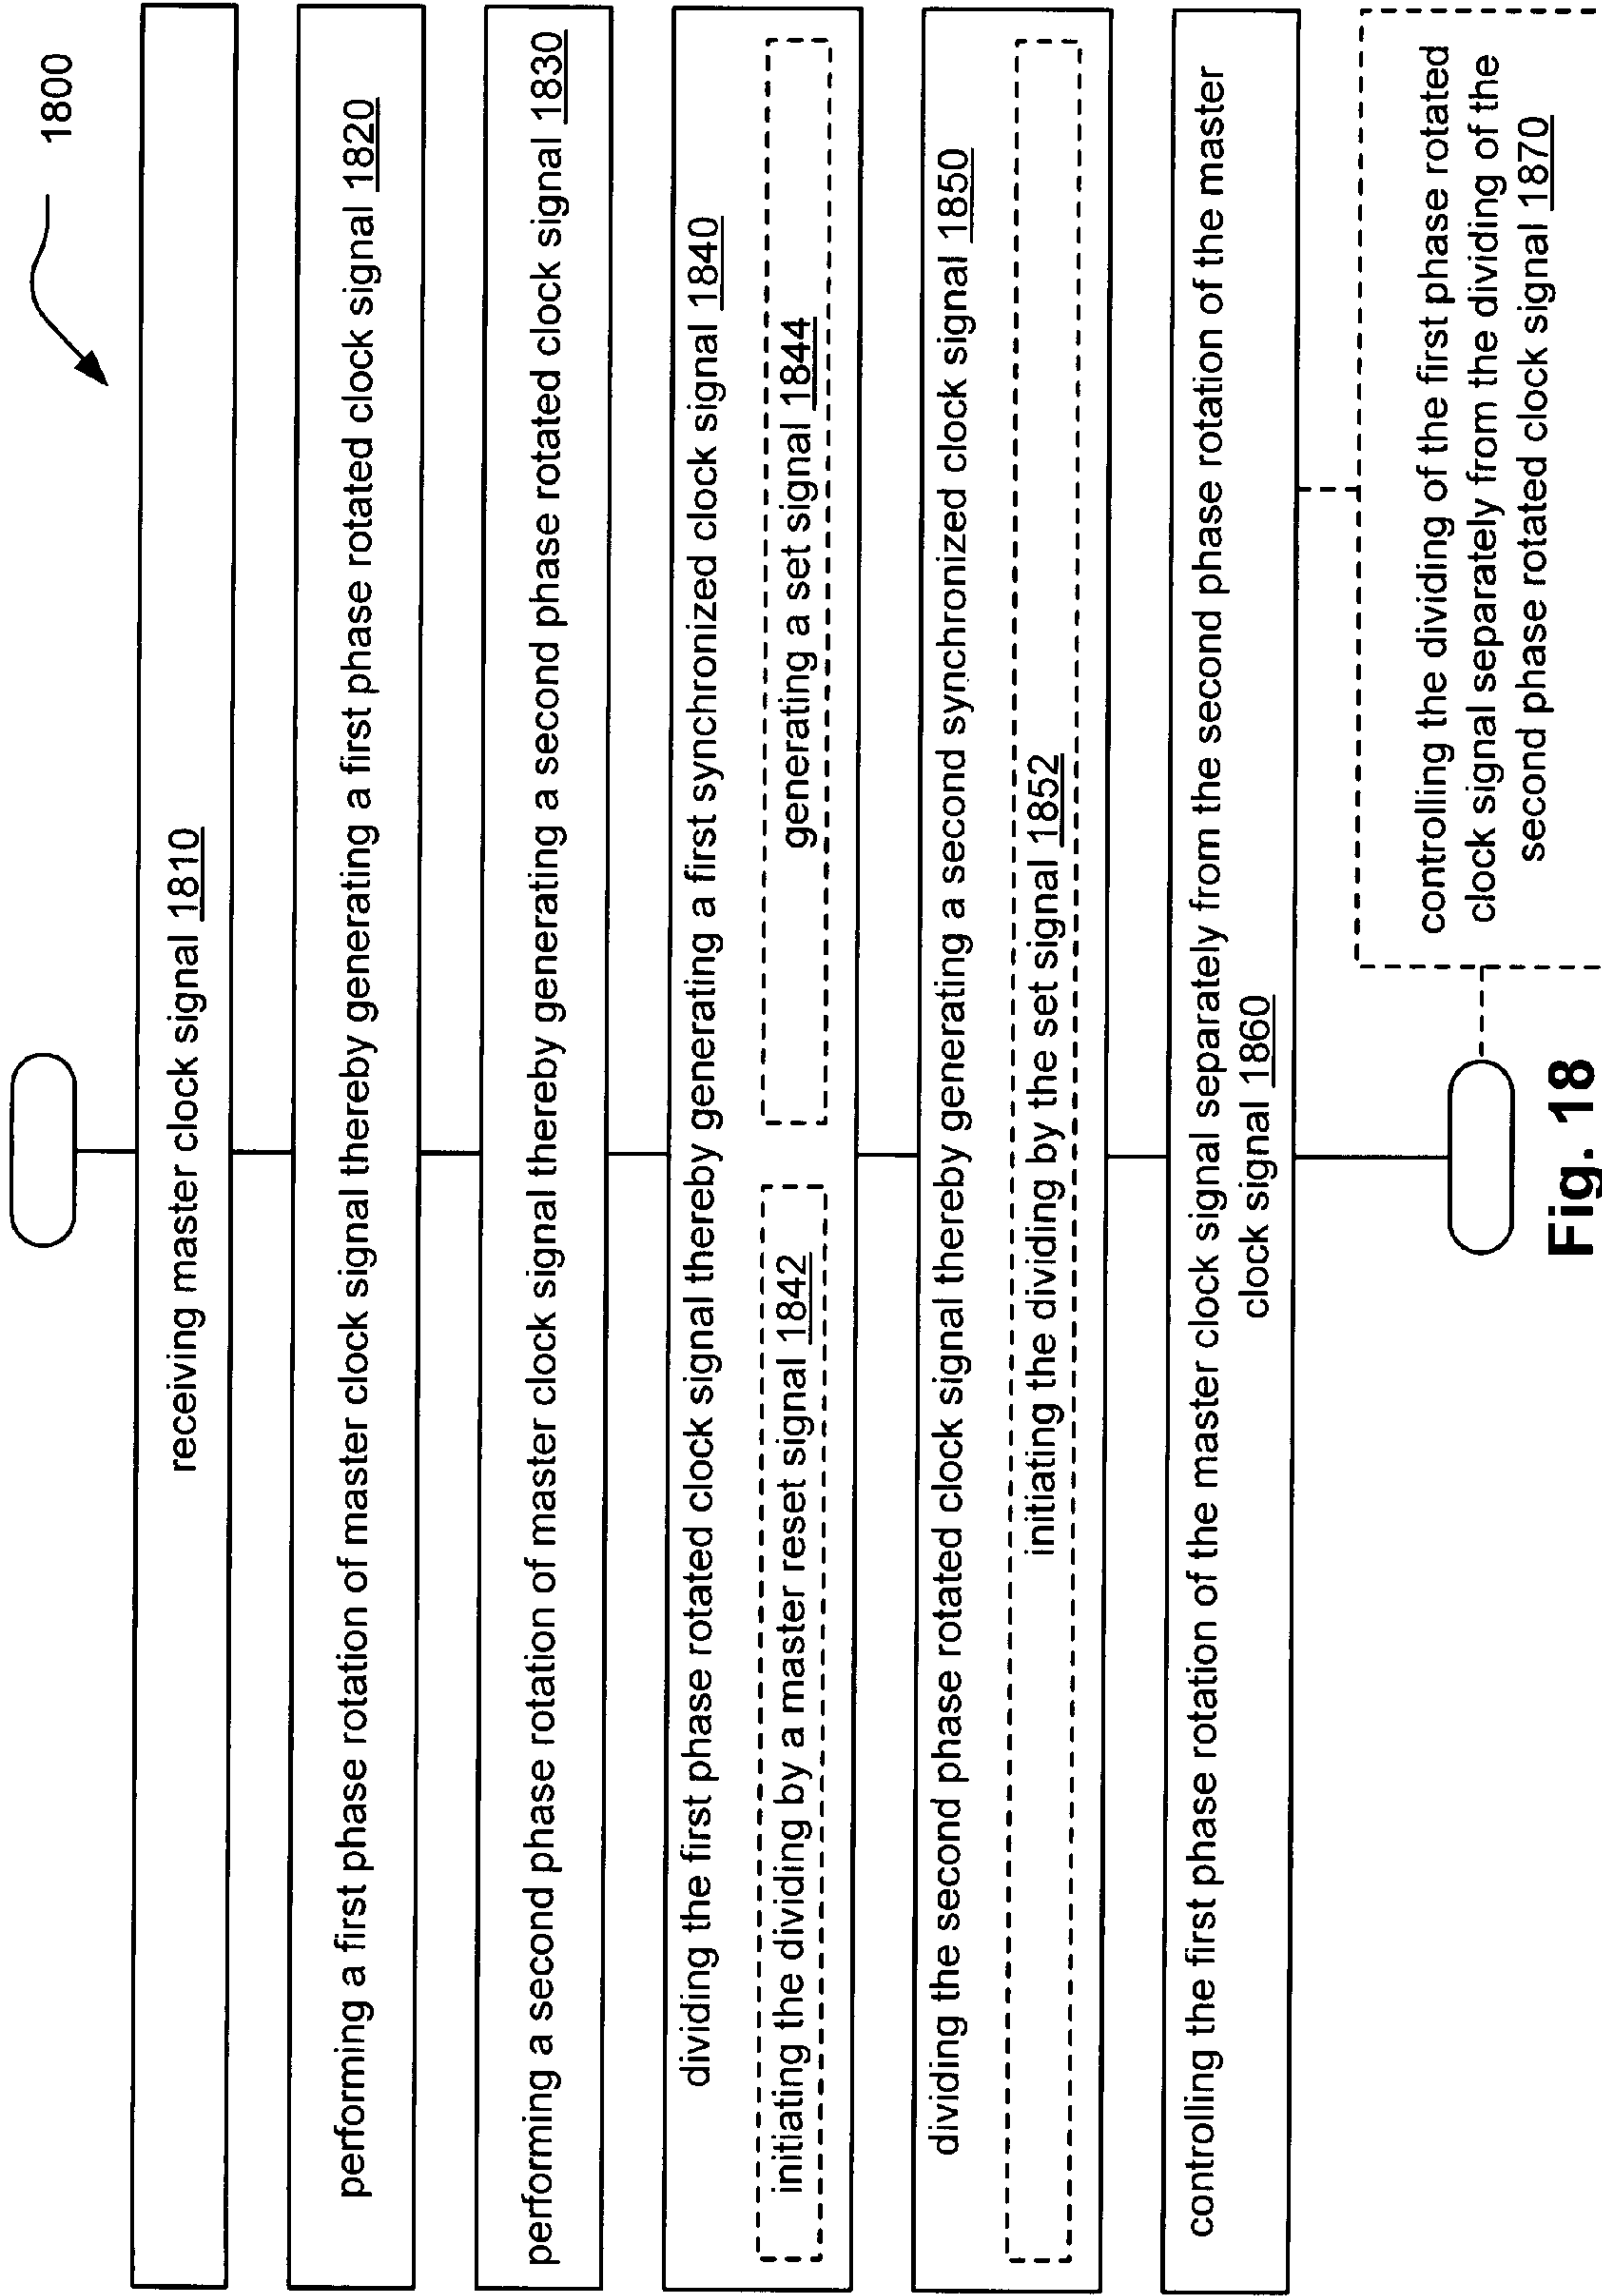 1800
receiving master clock signal 1810
performing a first phase rotation of master clock signal thereby generating a first phase rotated clock signal 1820
performing a second phase rotation of master clock signal thereby generating a second phase rotated clock signal 1830
dividing the first phase rotated clock signal thereby generating a first synchronized clock signal 1840
initiating the dividing by a master reset signal 1842
generating a set signal 1844
dividing the second phase rotated clock signal thereby generating a second synchronized clock signal 1850
initiating the dividing by the set signal 1852
controlling the first phase rotation of the master clock signal separately from the second phase rotation of the master
clock signal 1860
controlling the dividing of the first phase rotated
clock signal separately from the dividing of the
second phase rotated clock signal 1870
Fig. 18